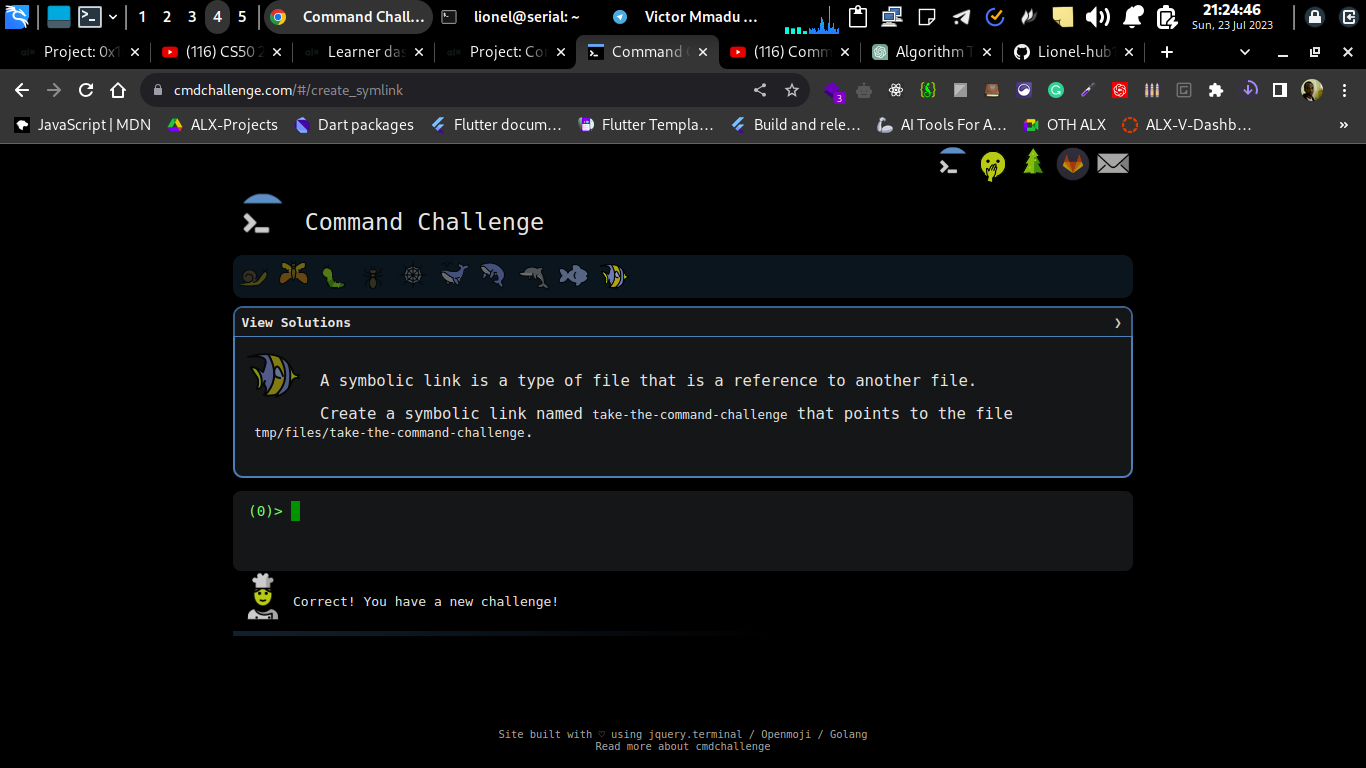 1 2 3 4 5 Command Chall... lionel@serial: ~ Victor Mmadu ... 21:24:46
Sun, 23 Jul 2023
Project: 0x1 (116) CS50 2 Learner das Project: Con Command C (116) Comm Algorithm T Lionel-hub1
cmdchallenge.com/#/create_symlink 3
JavaScript | MDN ALX-Projects Dart packages Flutter docum... Flutter Templa... Build and rele... AI Tools For A... OTH ALX ALX-V-Dashb... »
Command Challenge
View Solutions ❯
A symbolic link is a type of file that is a reference to another file.
Create a symbolic link named take-the-command-challenge that points to the file
tmp/files/take-the-command-challenge.
(0)>
Correct! You have a new challenge!
Site built with ♡ using jquery.terminal / Openmoji / Golang
Read more about cmdchallenge